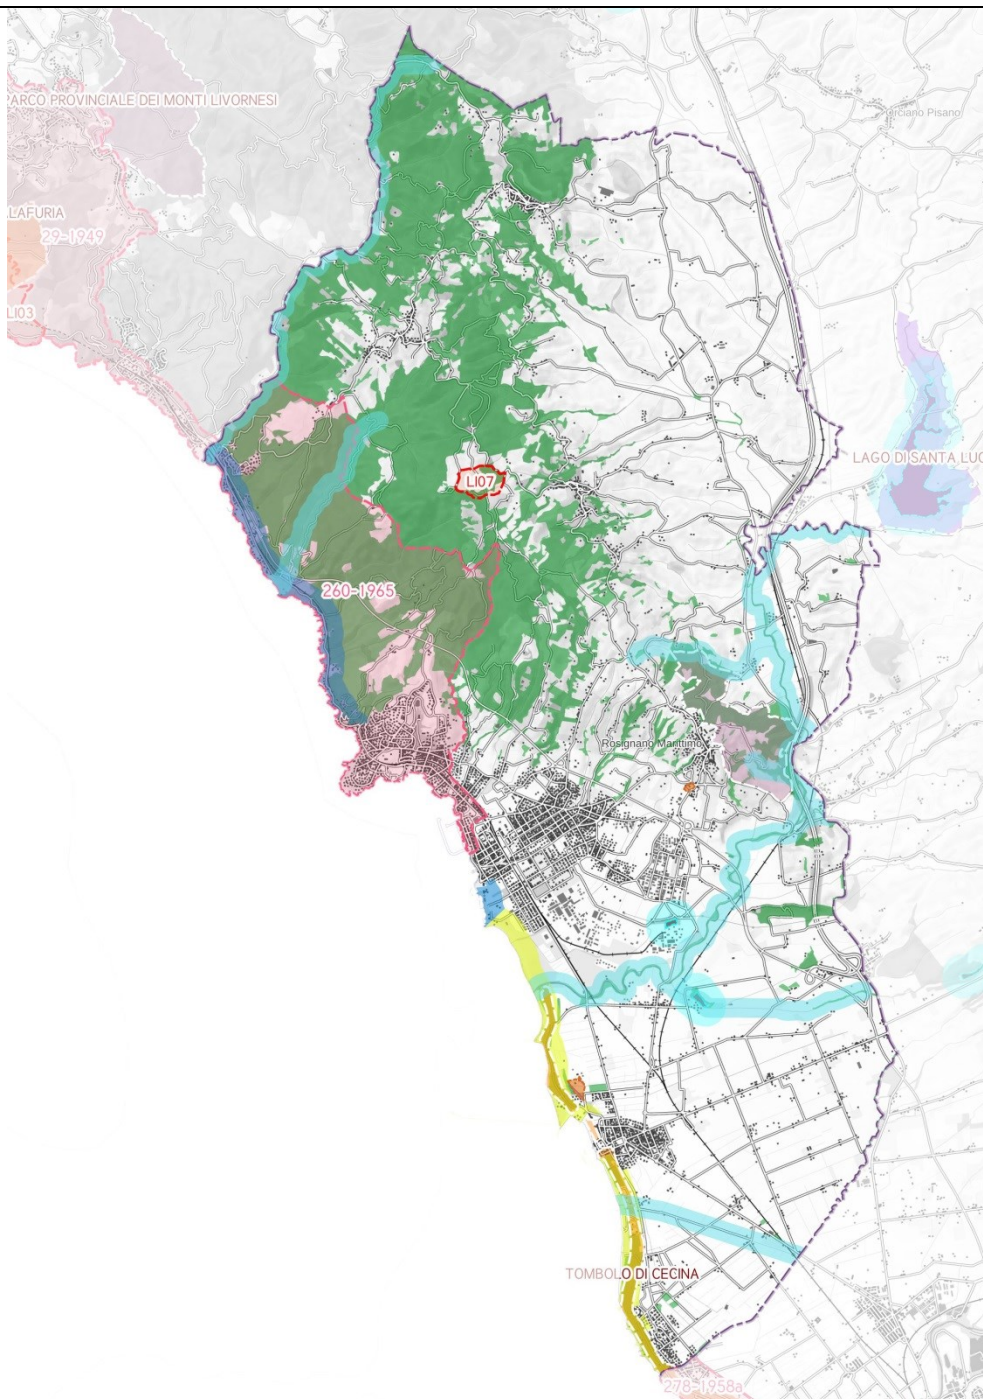 PARCO PROVINCIALE DEI MONTI LIVORNESI
Orciano Pisano
LAFURIA
29-1949
LI03
LAGO DI SANTA LUC
LI07
260-1965
Rosignano Marittimo
TOMBOLO DI CECINA
278-1958a